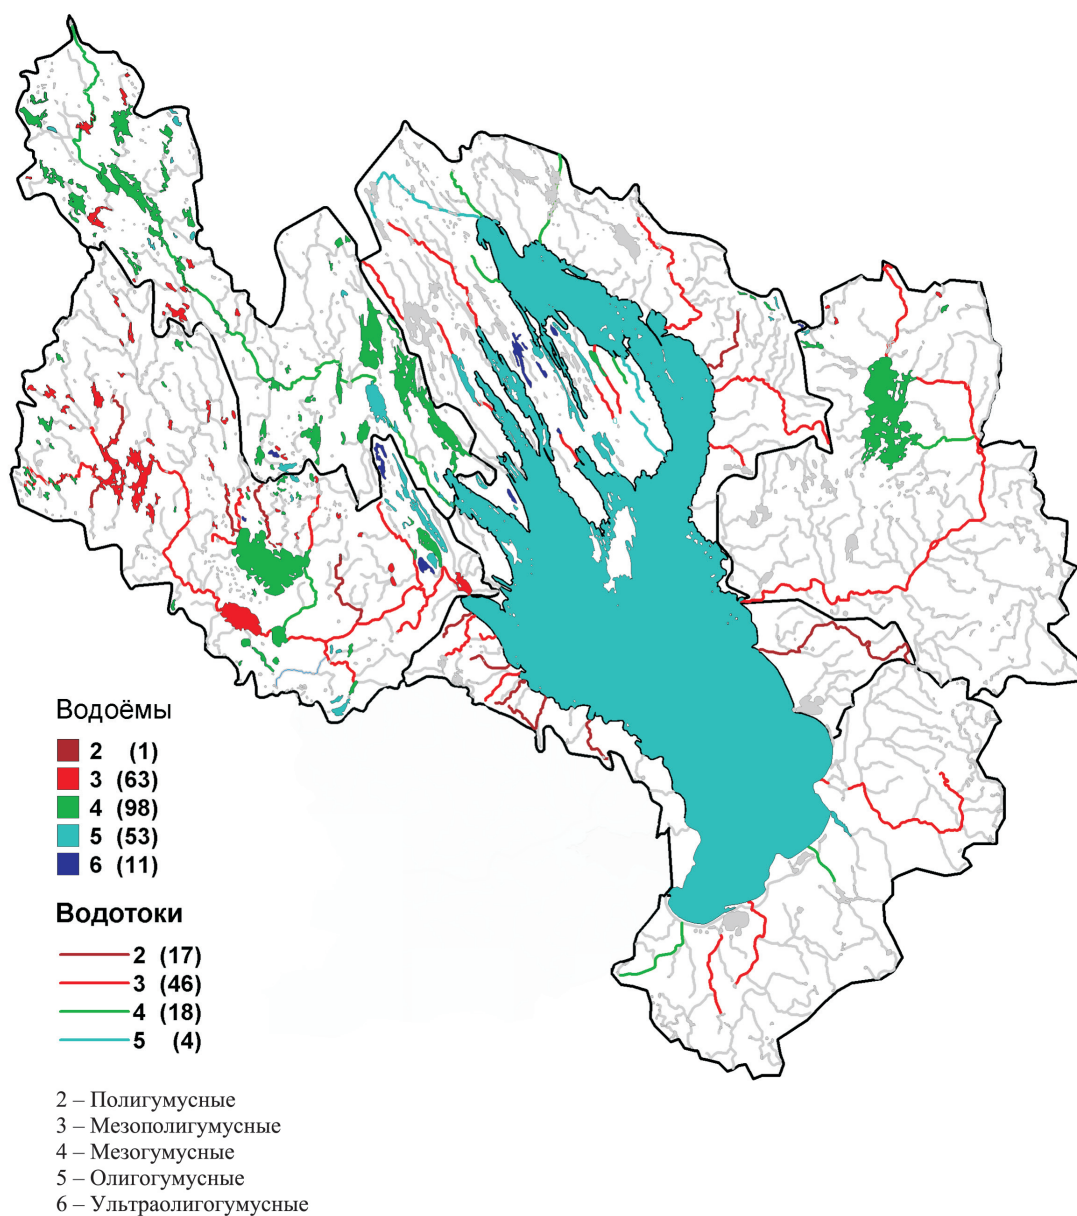 Водоёмы
2 (1)
3 (63)
4 (98)
5 (53)
6 (11)
Водотоки
2 (17)
3 (46)
4 (18)
5 (4)
2 – Полигумусные
3 – Мезополигумусные
4 – Мезогумусные
5 – Олигогумусные
6 – Ультраолигогумусные